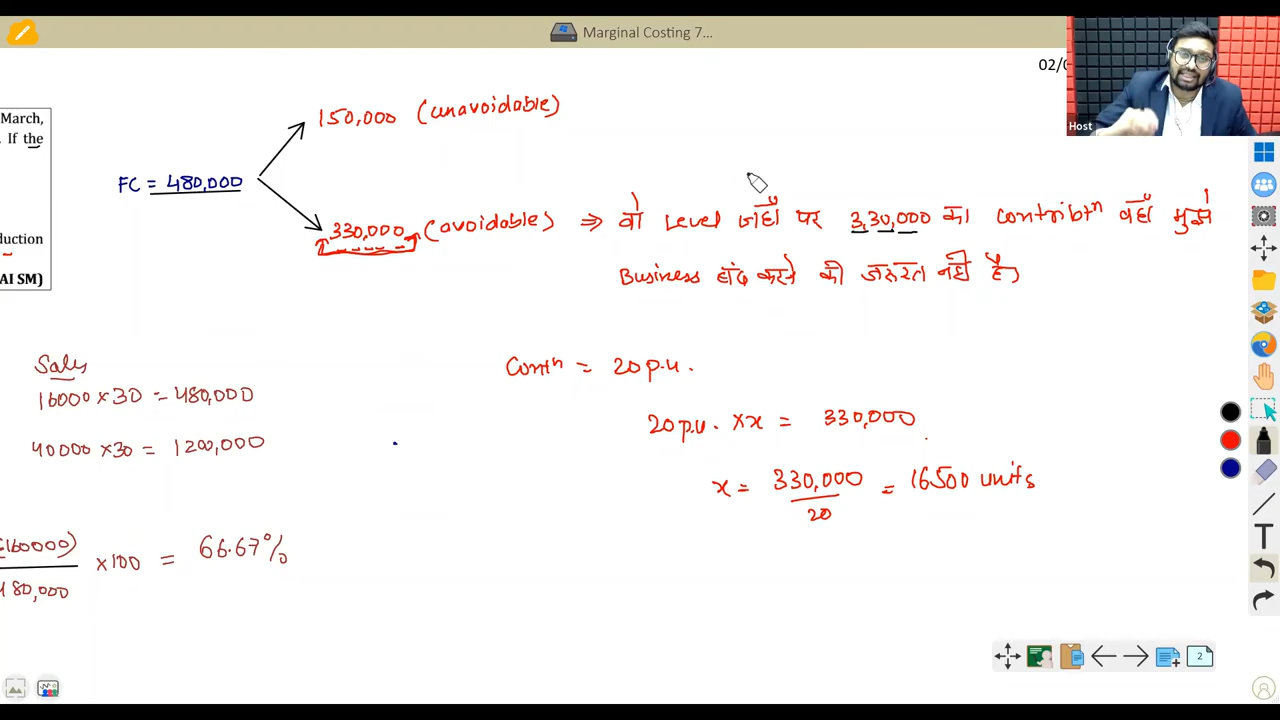 Marginal Costing 7...
02/0
Host
March,
. If the
duction
AI SM)
150,000 (unavoidable)
FC = 480,000
330,000 (avoidable) ⇒ वो Level जहाँ पर 3,30,000 का contribtⁿ वहाँ मुझे
Business बंद करने की जरूरत नहीं है।
Sales
16000 × 30 = 480,000
40000 × 30 = 1200,000
Contⁿ = 20 p.u.
20 p.u. × x = 330,000
x = 330,000 / 20 = 16500 units
160000) / 480,000 × 100 = 66.67%
2